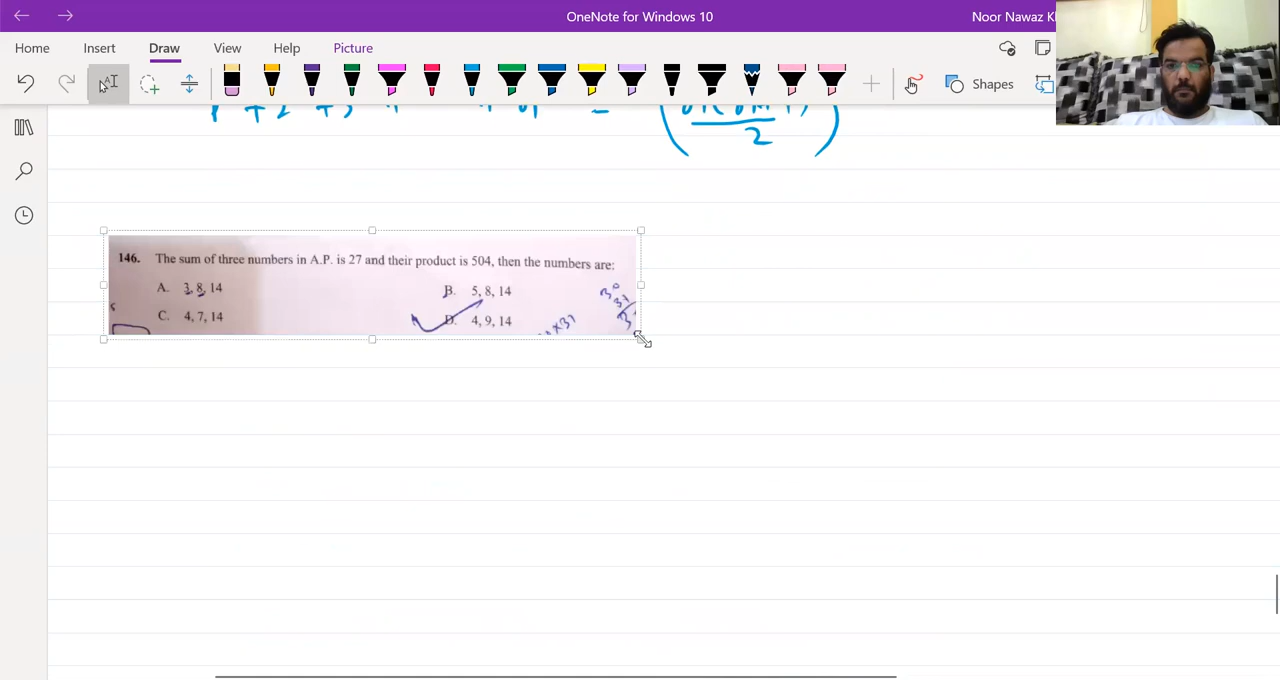 OneNote for Windows 10
Noor Nawaz Kh
Home Insert Draw View Help Picture
Shapes
2
146. The sum of three numbers in A.P. is 27 and their product is 504, then the numbers are:
A. 3, 8, 14
B. 5, 8, 14
C. 4, 7, 14
D. 4, 9, 14